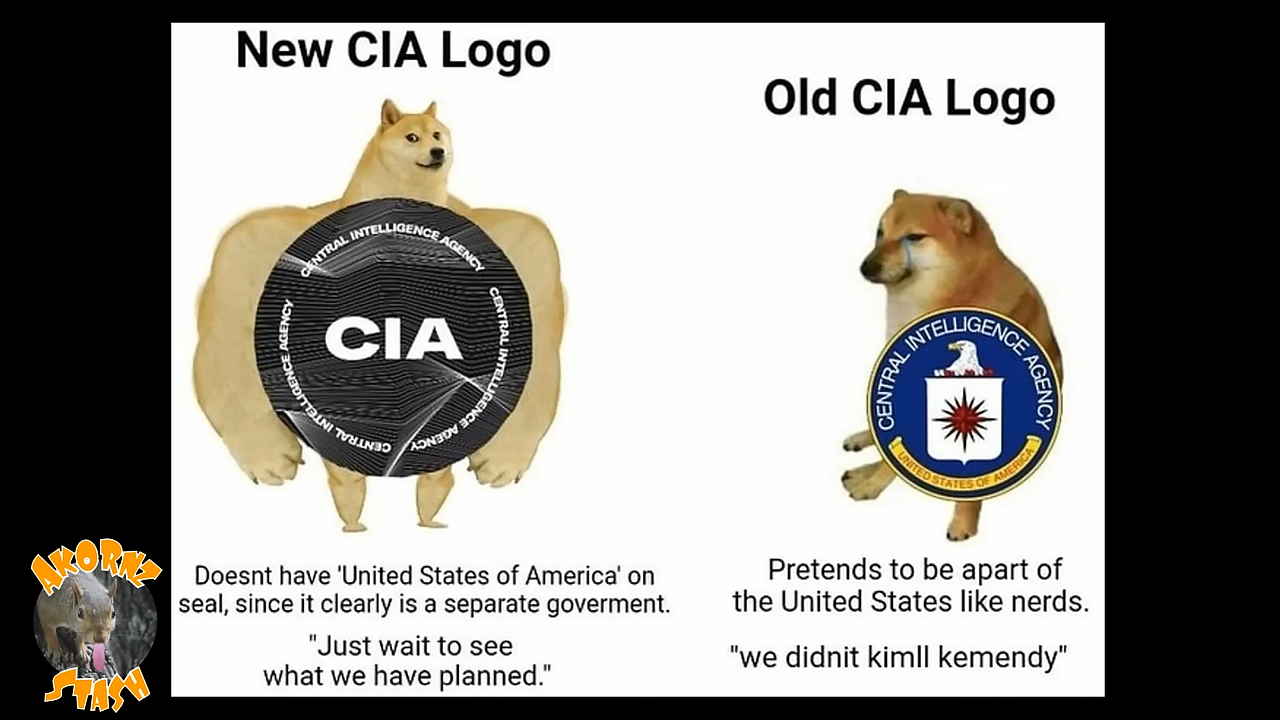 New CIA Logo
CENTRAL INTELLIGENCE AGENCY
CENTRAL INTELLIGENCE AGENCY
CENTRAL INTELLIGENCE AGENCY
CIA
Doesnt have 'United States of America' on
seal, since it clearly is a separate goverment.
"Just wait to see
what we have planned."
Old CIA Logo
CENTRAL INTELLIGENCE AGENCY
UNITED STATES OF AMERICA
Pretends to be apart of
the United States like nerds.
"we didnit kimll kemendy"
AKORNZ
STASH